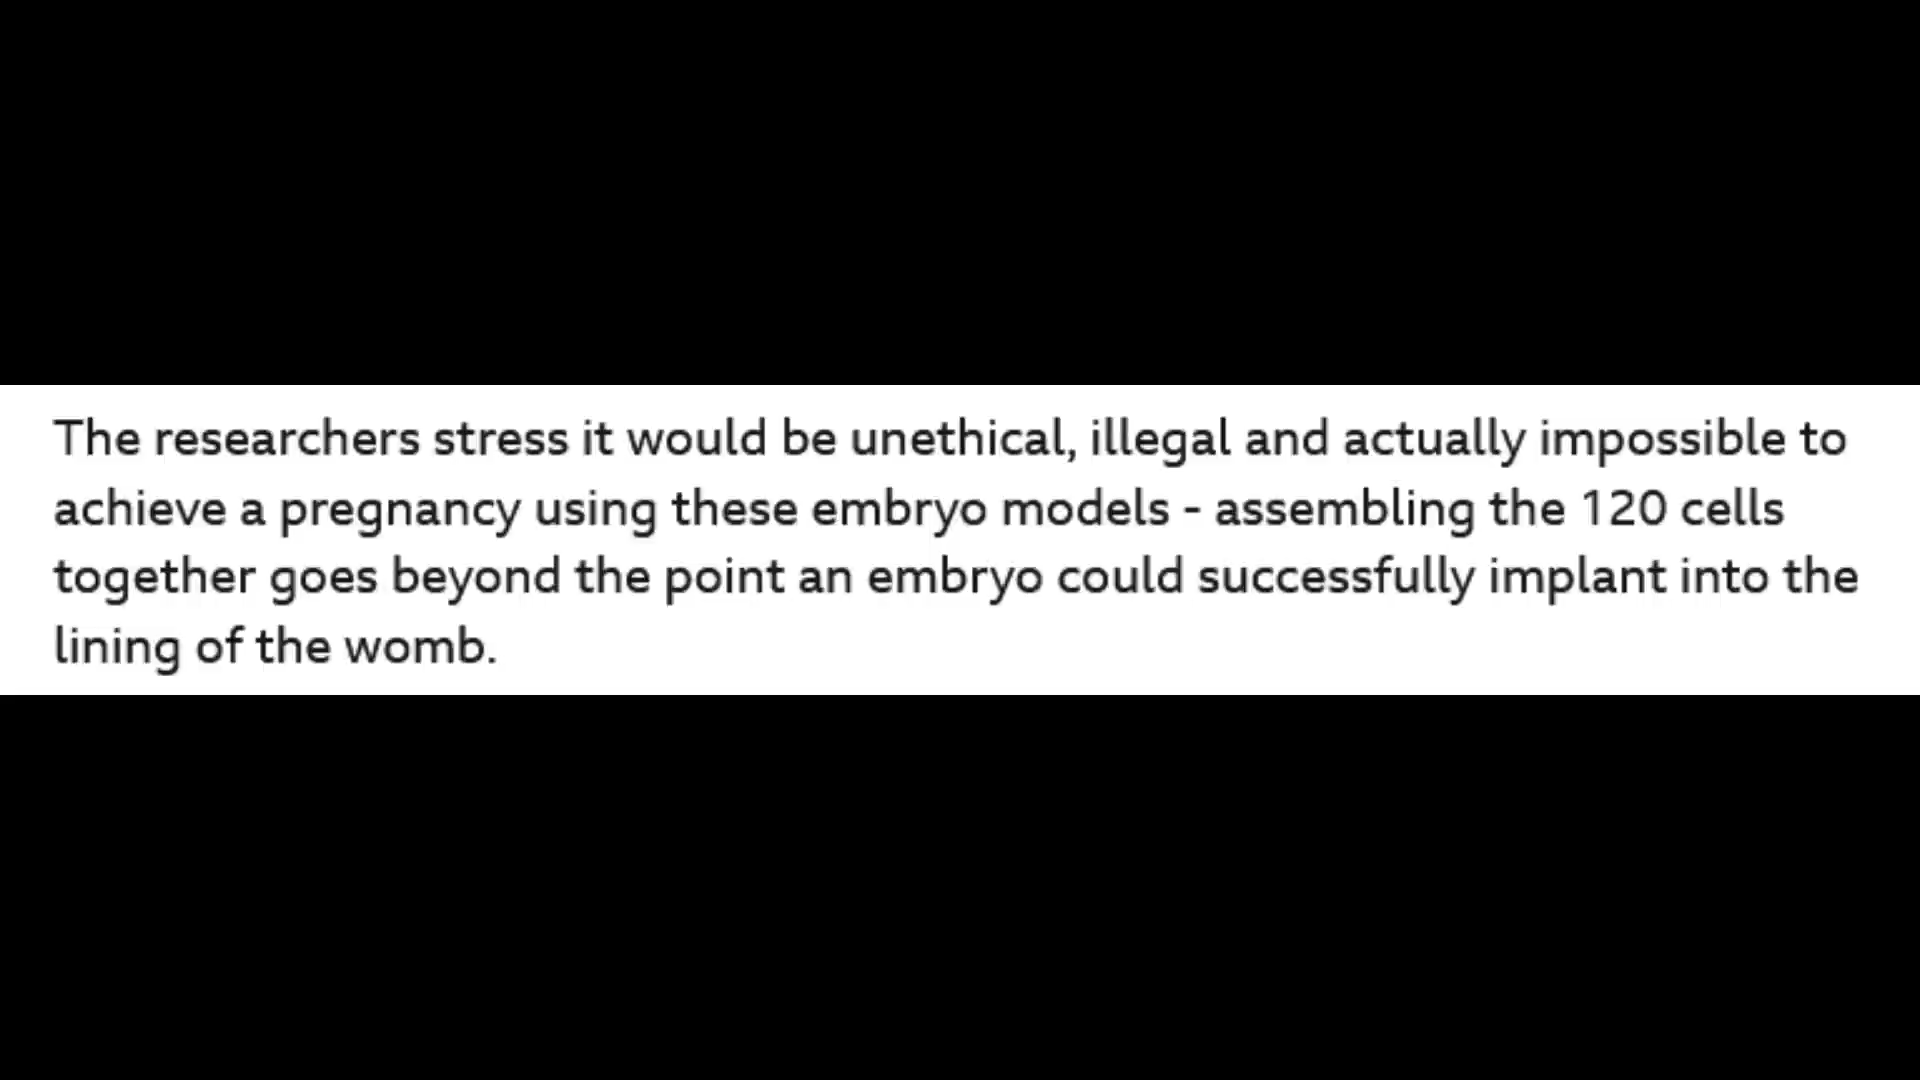 The researchers stress it would be unethical, illegal and actually impossible to
achieve a pregnancy using these embryo models - assembling the 120 cells
together goes beyond the point an embryo could successfully implant into the
lining of the womb.